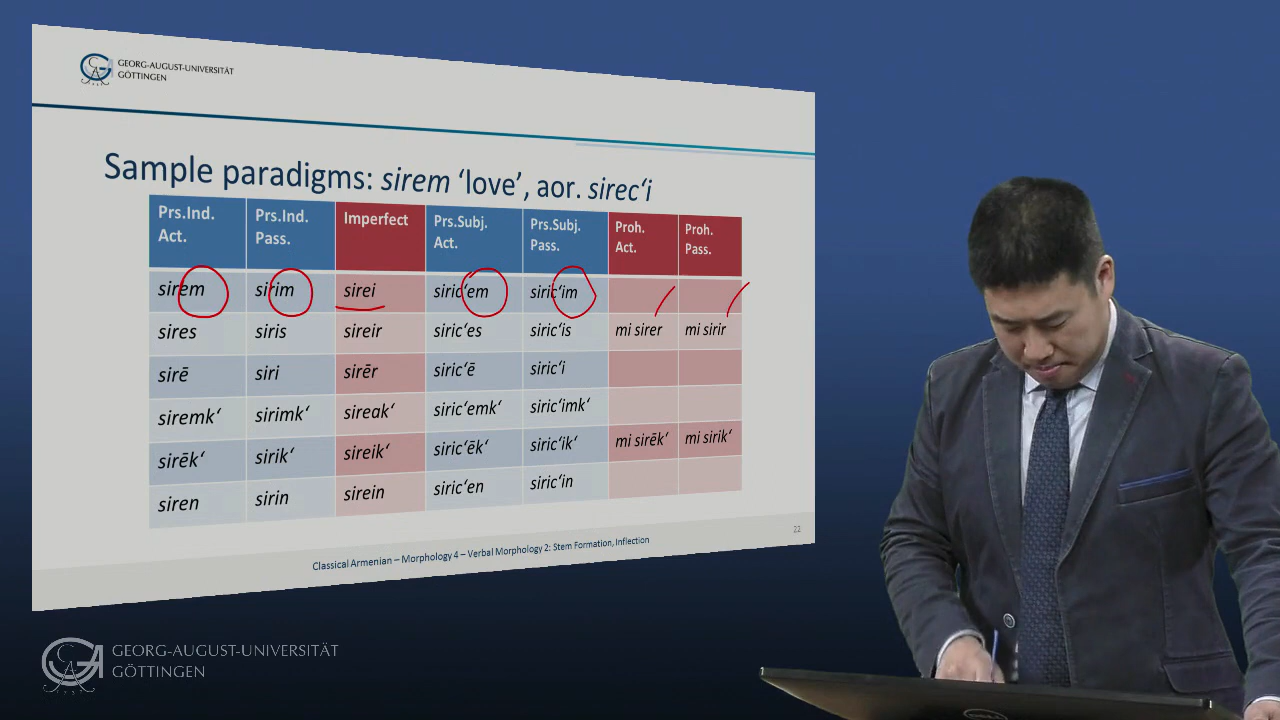 GEORG-AUGUST-UNIVERSITÄT
GÖTTINGEN
Sample paradigms: sirem ‘love’, aor. sirec‘i
Prs.Ind. Act. Prs.Ind. Pass. Imperfect Prs.Subj. Act. Prs.Subj. Pass. Proh. Act. Proh. Pass.
sirem sirim sirei siric‘em siric‘im
sires siris sireir siric‘es siric‘is mi sirer mi sirir
sirē siri sirēr siric‘ē siric‘i
siremk‘ sirimk‘ sireak‘ siric‘emk‘ siric‘imk‘
sirēk‘ sirik‘ sireik‘ siric‘ēk‘ siric‘ik‘ mi sirēk‘ mi sirik‘
siren sirin sirein siric‘en siric‘in
22
Classical Armenian – Morphology 4 – Verbal Morphology 2: Stem Formation, Inflection
GEORG-AUGUST-UNIVERSITÄT
GÖTTINGEN